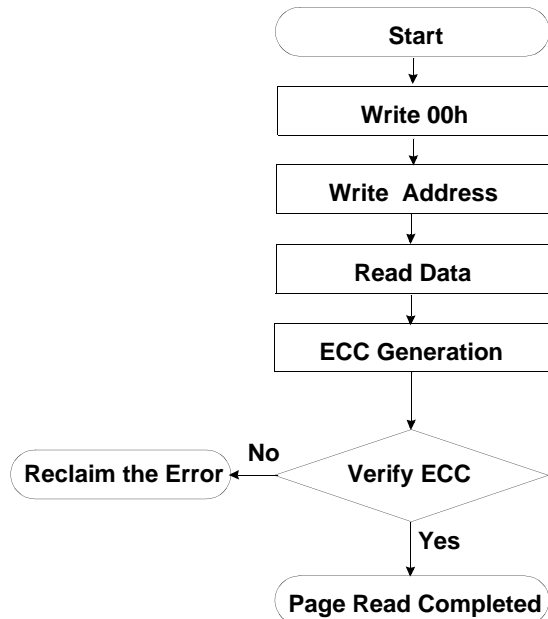 Start
Write 00h
Write Address
Read Data
ECC Generation
No
Reclaim the Error
Verify ECC
Yes
Page Read Completed